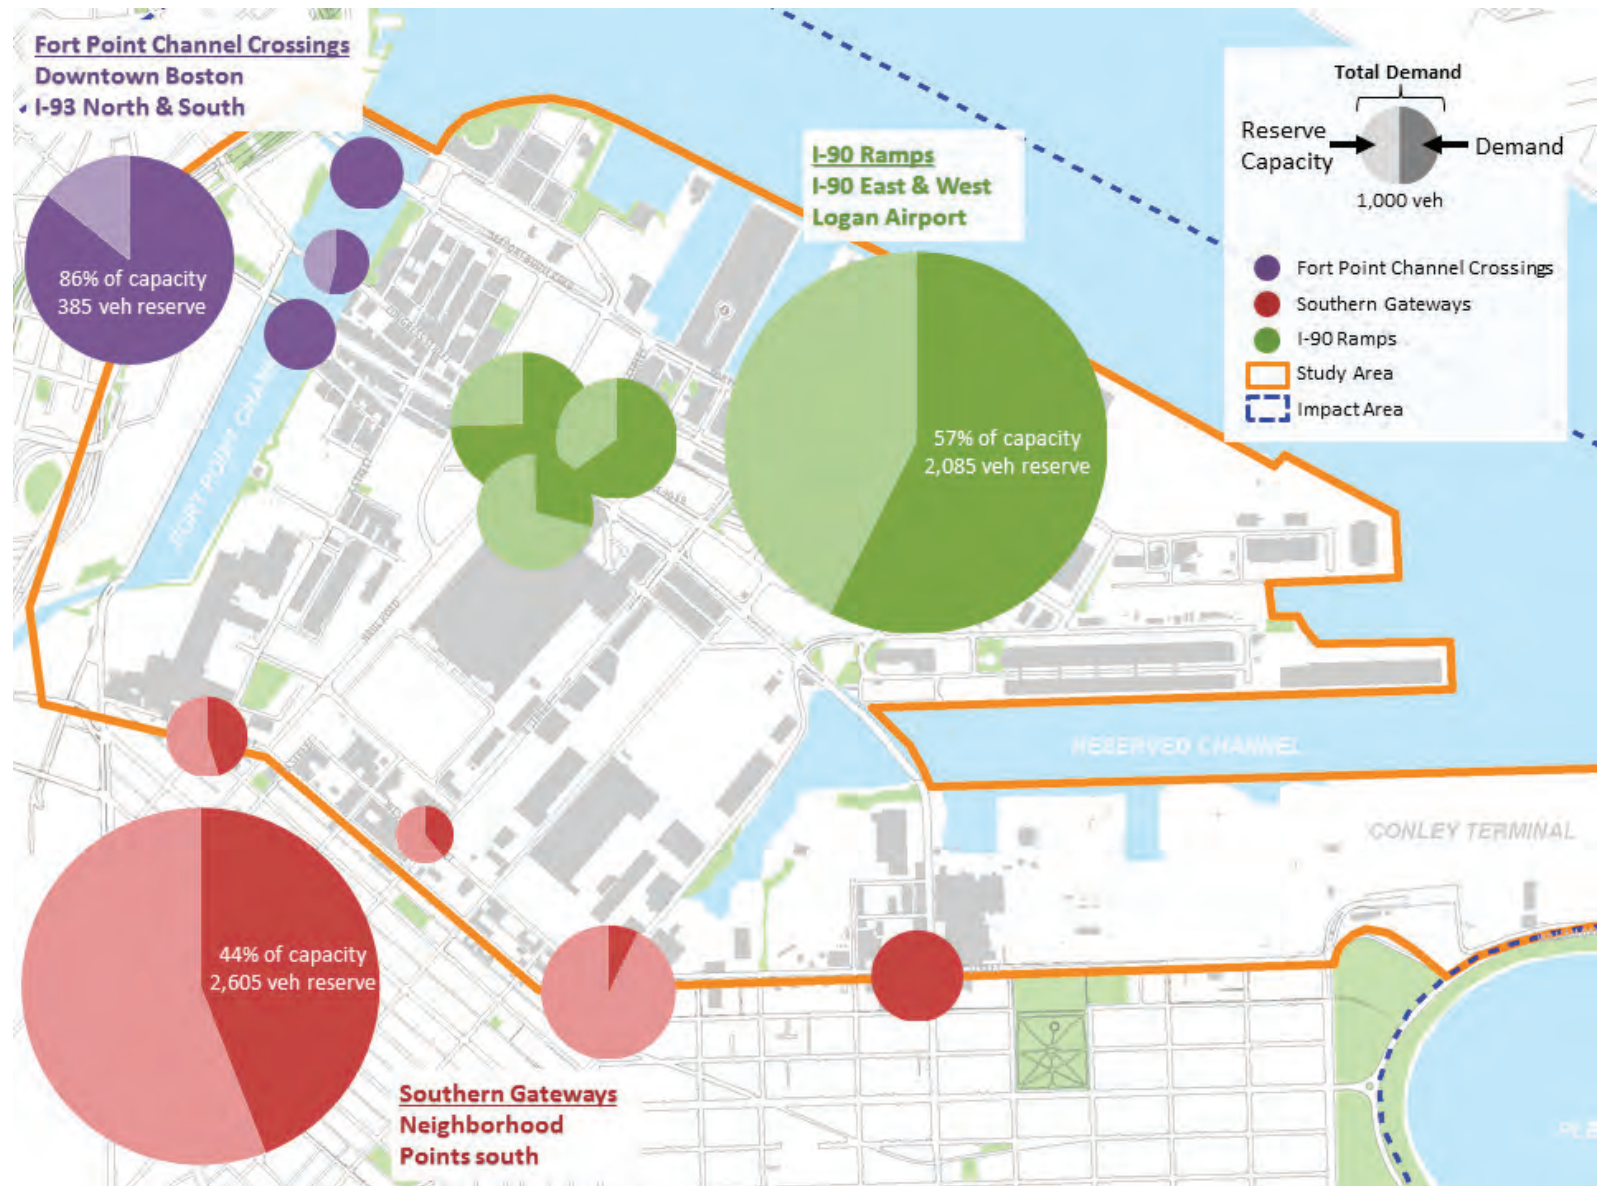 Fort Point Channel Crossings
Downtown Boston
I-93 North & South
86% of capacity
385 veh reserve
I-90 Ramps
I-90 East & West
Logan Airport
57% of capacity
2,085 veh reserve
Total Demand
Reserve
Capacity
Demand
1,000 veh
Fort Point Channel Crossings
Southern Gateways
I-90 Ramps
Study Area
Impact Area
FORT POINT CHAN
RESERVED CHANNEL
CONLEY TERMINAL
44% of capacity
2,605 veh reserve
Southern Gateways
Neighborhood
Points south